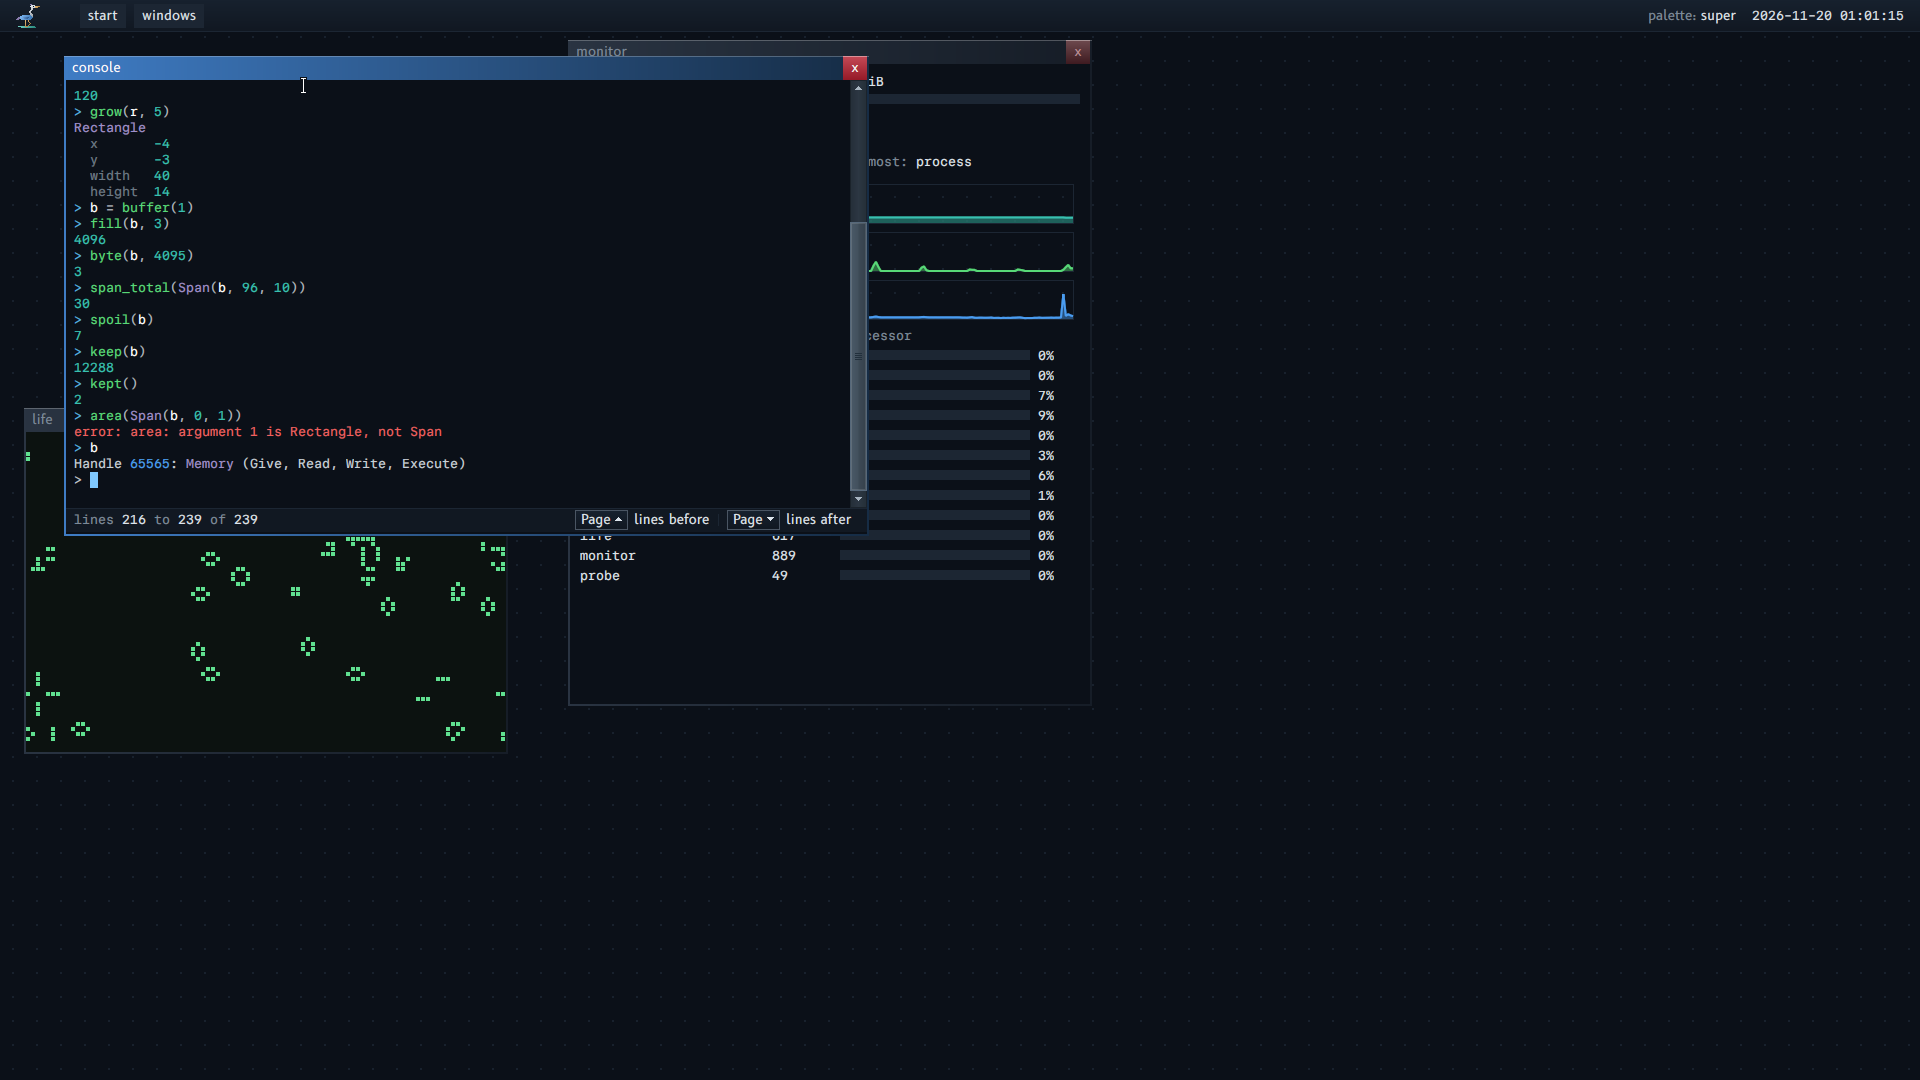 start windows palette: super 2026-11-20 01:01:15
monitor x
console x
iB
120
> grow(r, 5)
Rectangle
x -4
y -3
width 40
height 14
> b = buffer(1)
> fill(b, 3)
4096
> byte(b, 4095)
3
> span_total(Span(b, 96, 10))
30
> spoil(b)
7
> keep(b)
12288
> kept()
2
> area(Span(b, 0, 1))
error: area: argument 1 is Rectangle, not Span
> b
Handle 65565: Memory (Give, Read, Write, Execute)
>
lines 216 to 239 of 239 Page lines before Page lines after
most: process
cessor
0%
0%
7%
9%
0%
3%
6%
1%
0%
0%
monitor 889 0%
probe 49 0%
life